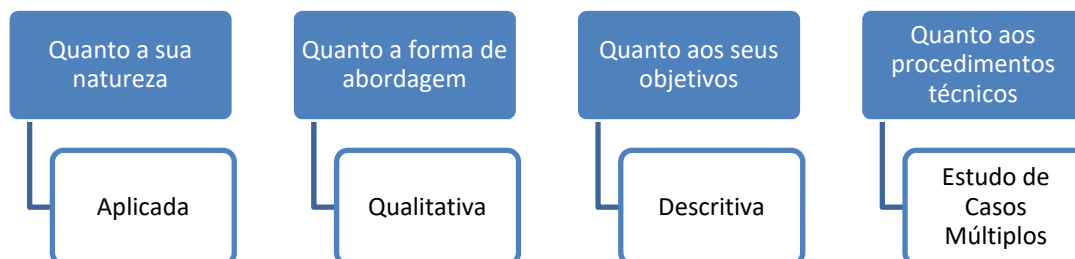 Quanto a sua
natureza
Aplicada
Quanto a forma de
abordagem
Qualitativa
Quanto aos seus
objetivos
Descritiva
Quanto aos
procedimentos
técnicos
Estudo de
Casos
Múltiplos